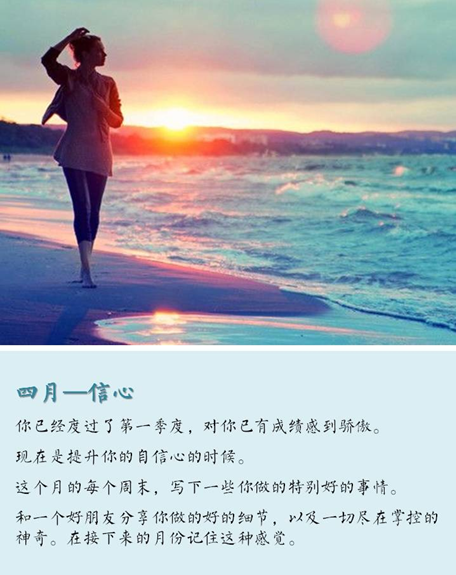 四月—信心
你已经度过了第一季度，对你已有成绩感到骄傲。
现在是提升你的自信心的时候。
这个月的每个周末，写下一些你做的特别好的事情。
和一个好朋友分享你做的好的细节，以及一切尽在掌控的
神奇。在接下来的月份记住这种感觉。